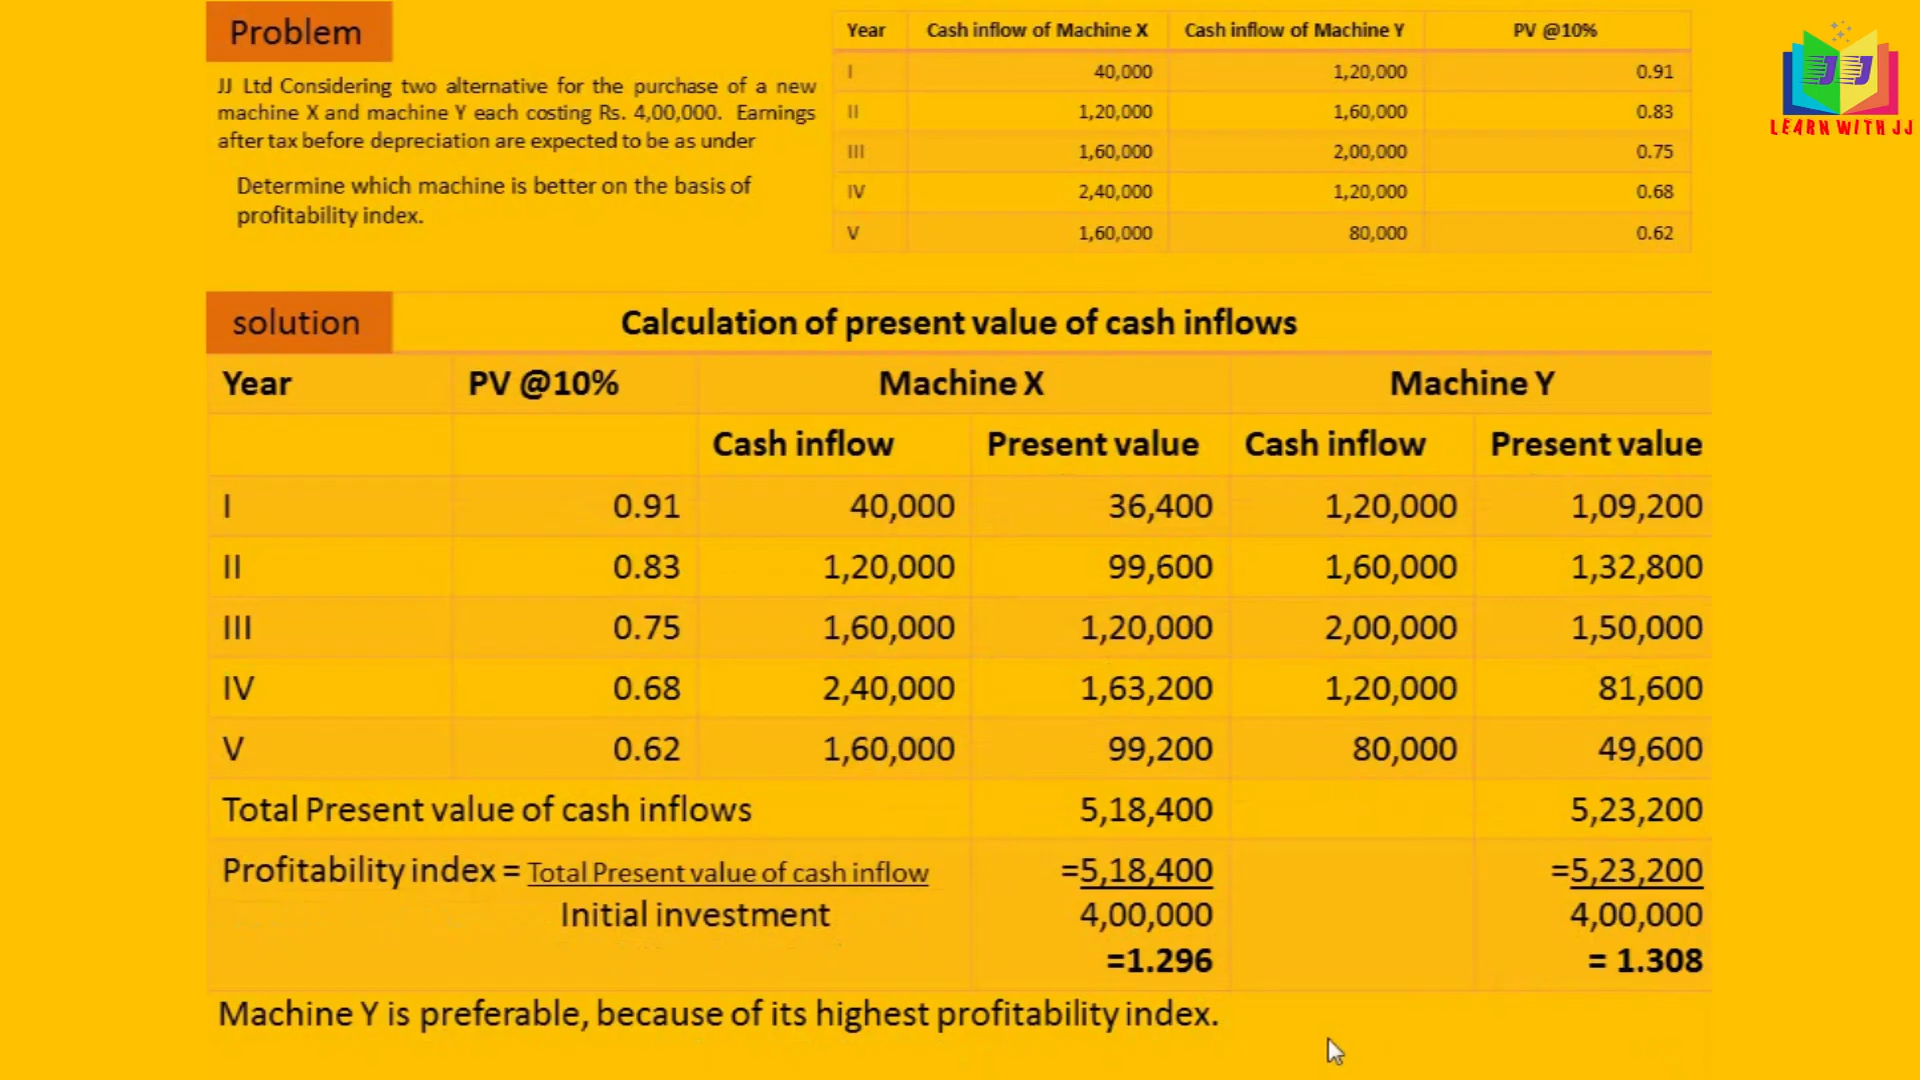 Problem
JJ Ltd Considering two alternative for the purchase of a new
machine X and machine Y each costing Rs. 4,00,000. Earnings
after tax before depreciation are expected to be as under
Determine which machine is better on the basis of
profitability index.
Year Cash inflow of Machine X Cash inflow of Machine Y PV @10%
I 40,000 1,20,000 0.91
II 1,20,000 1,60,000 0.83
III 1,60,000 2,00,000 0.75
IV 2,40,000 1,20,000 0.68
V 1,60,000 80,000 0.62
JJ
LEARN WITH JJ
solution Calculation of present value of cash inflows
Year PV @10% Machine X Machine Y
Cash inflow Present value Cash inflow Present value
I 0.91 40,000 36,400 1,20,000 1,09,200
II 0.83 1,20,000 99,600 1,60,000 1,32,800
III 0.75 1,60,000 1,20,000 2,00,000 1,50,000
IV 0.68 2,40,000 1,63,200 1,20,000 81,600
V 0.62 1,60,000 99,200 80,000 49,600
Total Present value of cash inflows 5,18,400 5,23,200
Profitability index = Total Present value of cash inflow =5,18,400 =5,23,200
Initial investment 4,00,000 4,00,000
=1.296 = 1.308
Machine Y is preferable, because of its highest profitability index.